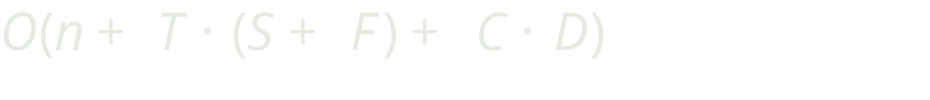 O(n + T · (S + F) + C · D)